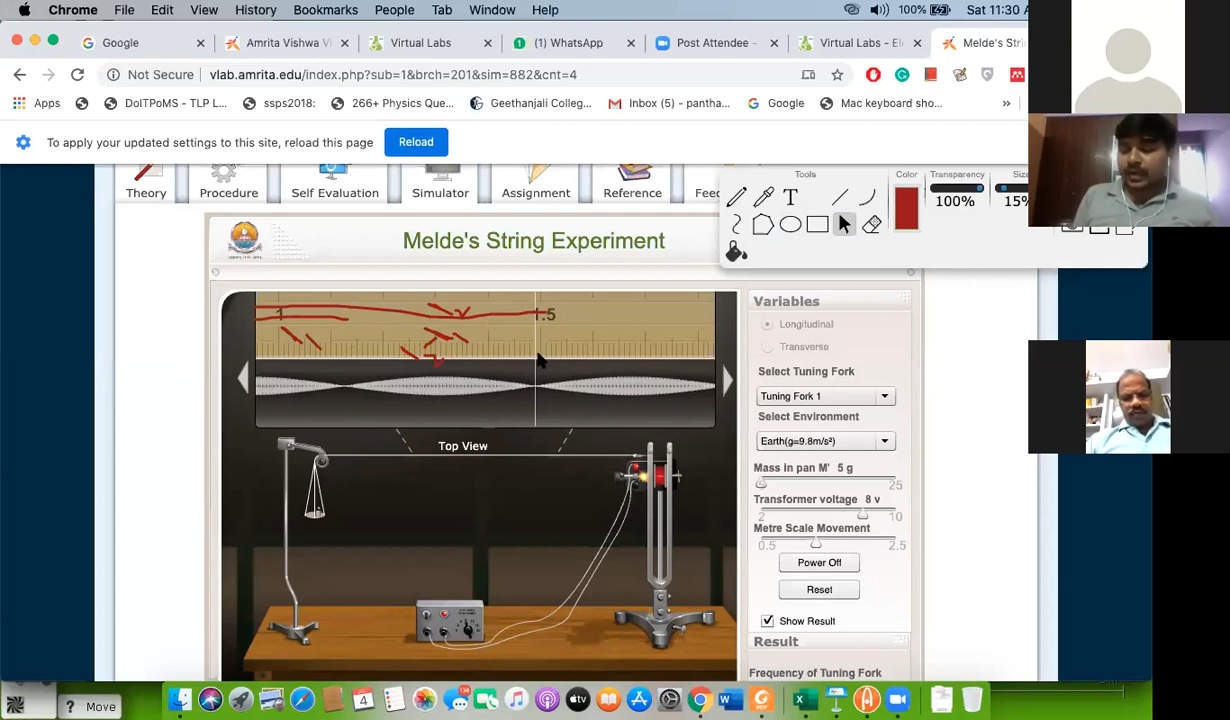 Chrome File Edit View History Bookmarks People Tab Window Help 100% Sat 11:30
Google Amrita Vishwa Vi Virtual Labs (1) WhatsApp Post Attendee - Virtual Labs - Ele Melde's Stri
Not Secure vlab.amrita.edu/index.php?sub=1&brch=201&sim=882&cnt=4
Apps DoITPoMS - TLP L... ssps2018: 266+ Physics Que... Geethanjali Colleg... Inbox (5) - pantha... Google Mac keyboard sho... »
To apply your updated settings to this site, reload this page Reload
Tools Color Transparency Size
T 100% 15%
Theory Procedure Self Evaluation Simulator Assignment Reference Feed
Melde's String Experiment
1 1.5
Top View
Variables
Longitudinal
Transverse
Select Tuning Fork
Tuning Fork 1
Select Environment
Earth(g=9.8m/s²)
Mass in pan M' 5 g
25
Transformer voltage 8 v
2 10
Metre Scale Movement
0.5 2.5
Power Off
Reset
Show Result
Result
Frequency of Tuning Fork
? Move